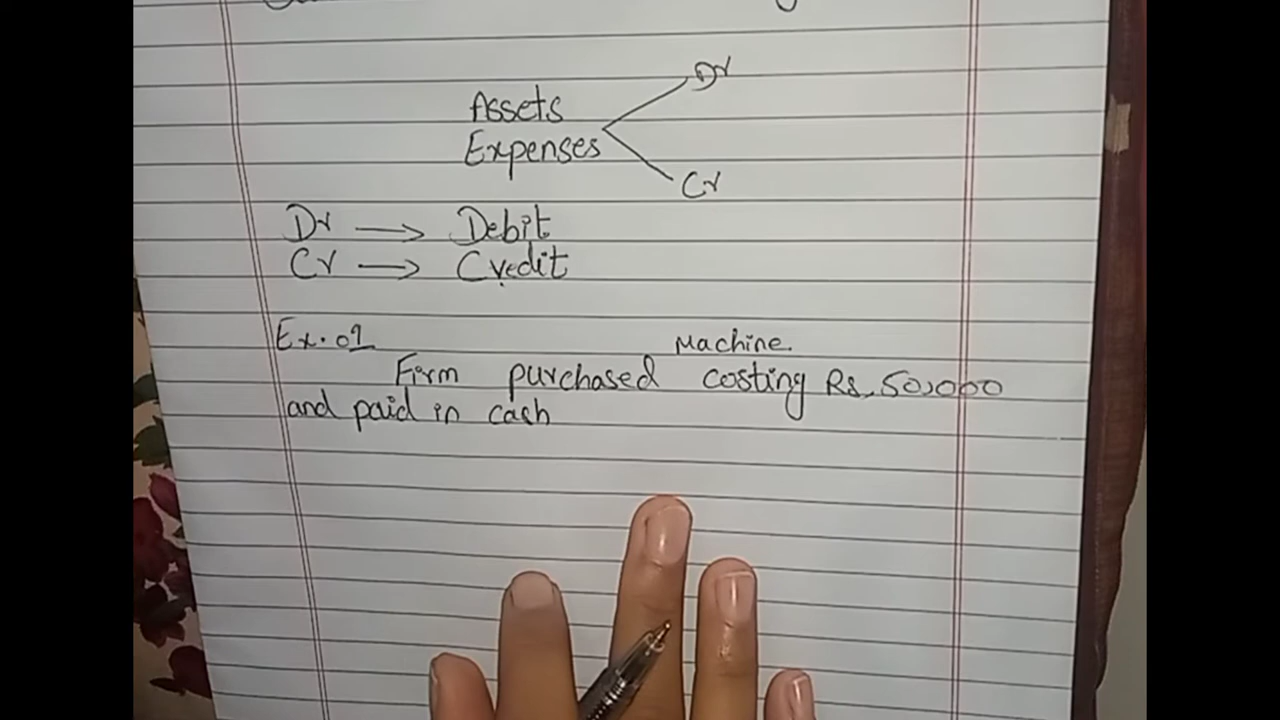 Dr
Assets
Expenses
Cr
Dr → Debit
Cr → Credit
Ex. 01
Machine.
Firm purchased costing Rs. 50,000
and paid in cash